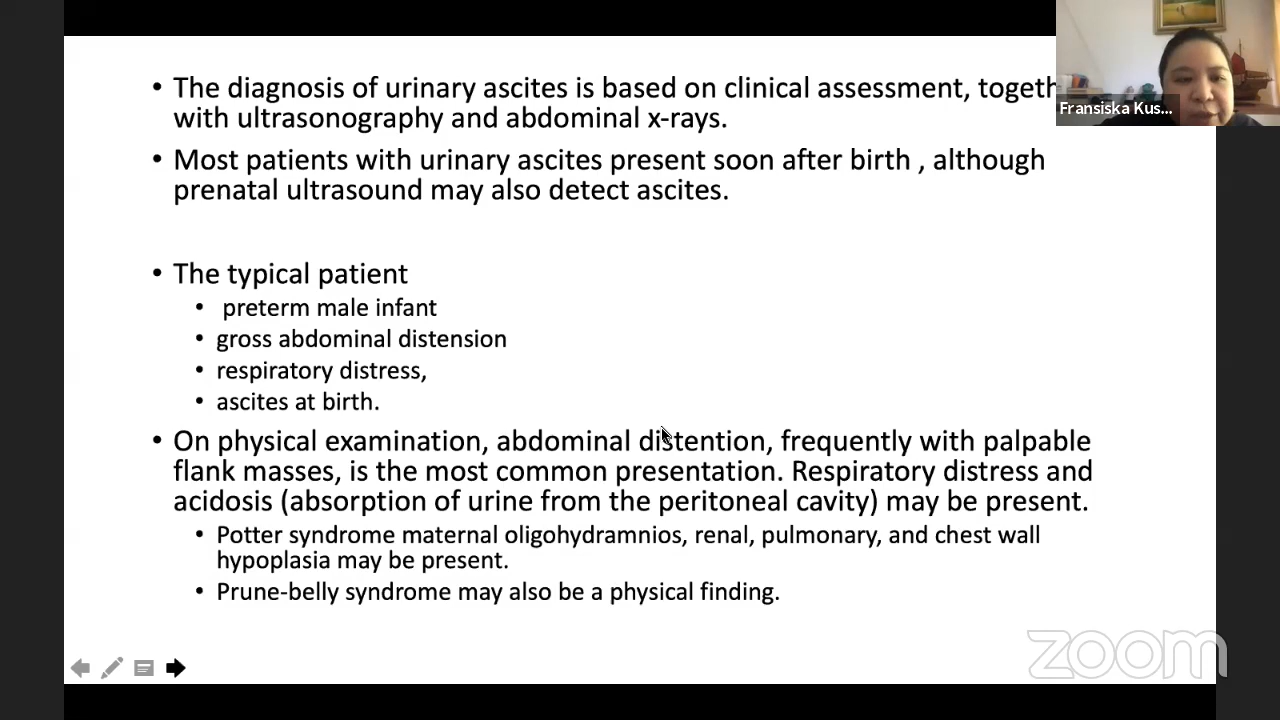 • The diagnosis of urinary ascites is based on clinical assessment, togeth
with ultrasonography and abdominal x-rays.
• Most patients with urinary ascites present soon after birth , although
prenatal ultrasound may also detect ascites.
• The typical patient
• preterm male infant
• gross abdominal distension
• respiratory distress,
• ascites at birth.
• On physical examination, abdominal distention, frequently with palpable
flank masses, is the most common presentation. Respiratory distress and
acidosis (absorption of urine from the peritoneal cavity) may be present.
• Potter syndrome maternal oligohydramnios, renal, pulmonary, and chest wall
hypoplasia may be present.
• Prune-belly syndrome may also be a physical finding.
Fransiska Kus...
zoom